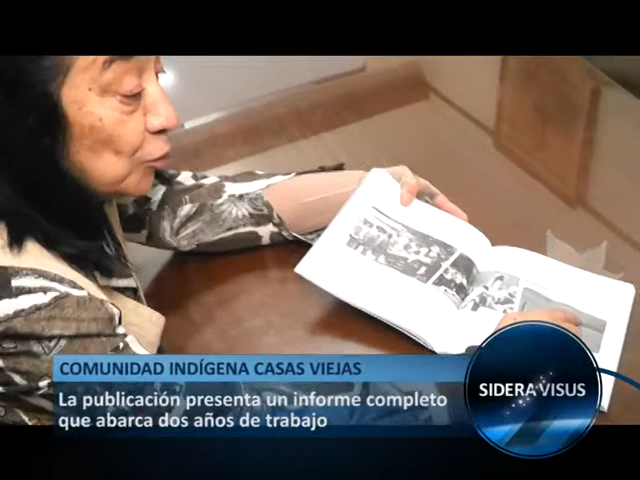 COMUNIDAD INDÍGENA CASAS VIEJAS
La publicación presenta un informe completo
que abarca dos años de trabajo
SIDERA VISUS